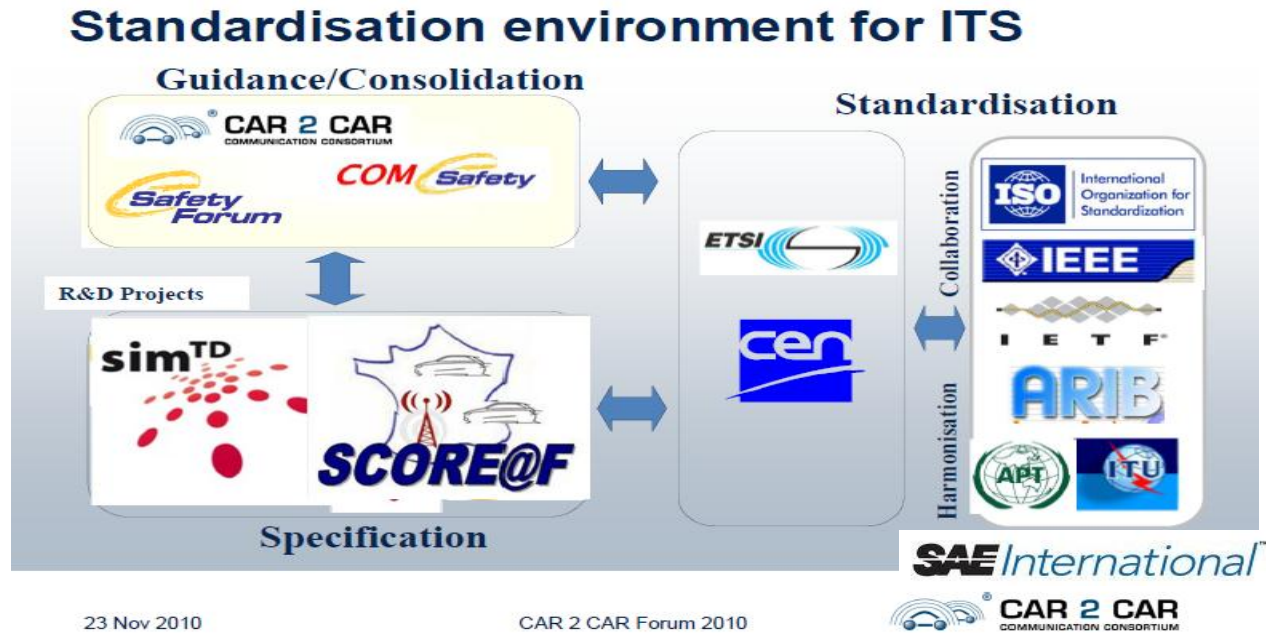 Standardisation environment for ITS
Guidance/Consolidation
CAR 2 CAR
COMMUNICATION CONSORTIUM
COM Safety
Safety
Forum
R&D Projects
simTD
SCORE@F
Specification
Standardisation
ETSI
cen
Collaboration
Harmonisation
ISO
International
Organization for
Standardization
IEEE
IETF
ARIB
APT
ITU
SAE International™
23 Nov 2010
CAR 2 CAR Forum 2010
CAR 2 CAR
COMMUNICATION CONSORTIUM